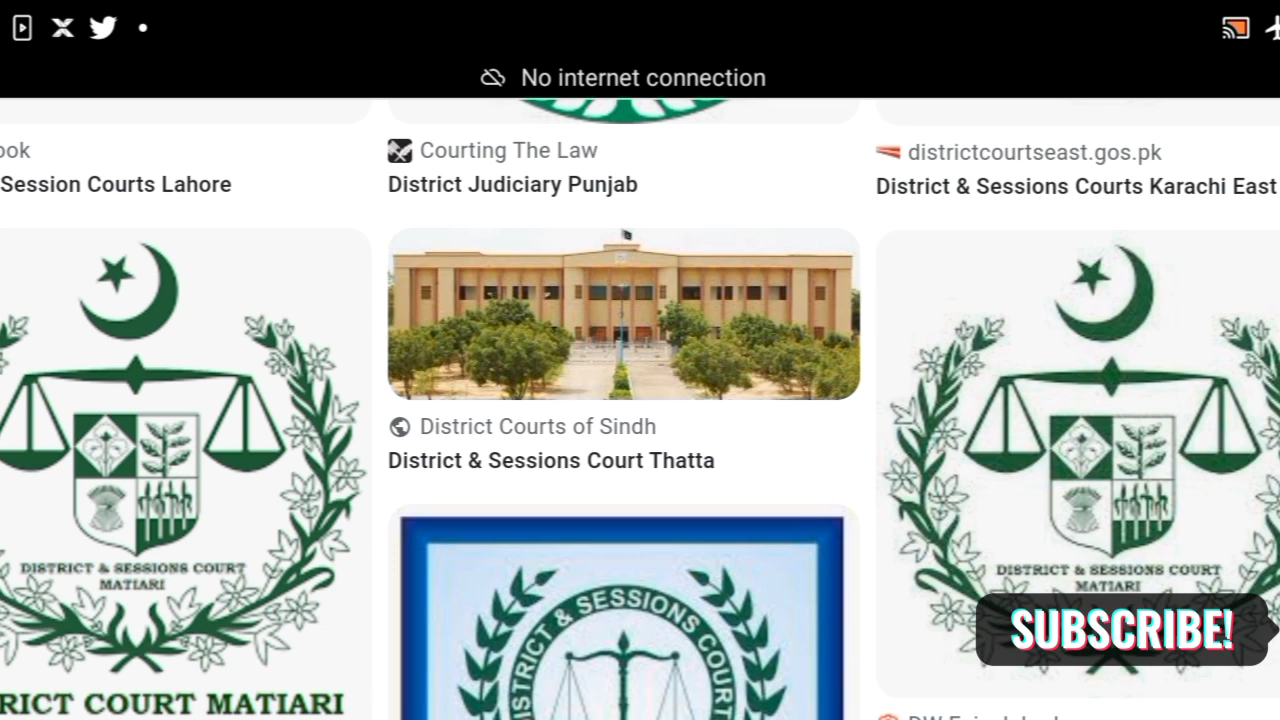 No internet connection
ook
Session Courts Lahore
Courting The Law
District Judiciary Punjab
districtcourtseast.gos.pk
District & Sessions Courts Karachi East
DISTRICT & SESSIONS COURT
MATIARI
RICT COURT MATIARI
District Courts of Sindh
District & Sessions Court Thatta
DISTRICT & SESSIONS COURT
DISTRICT & SESSIONS COURT
MATIARI
SUBSCRIBE!